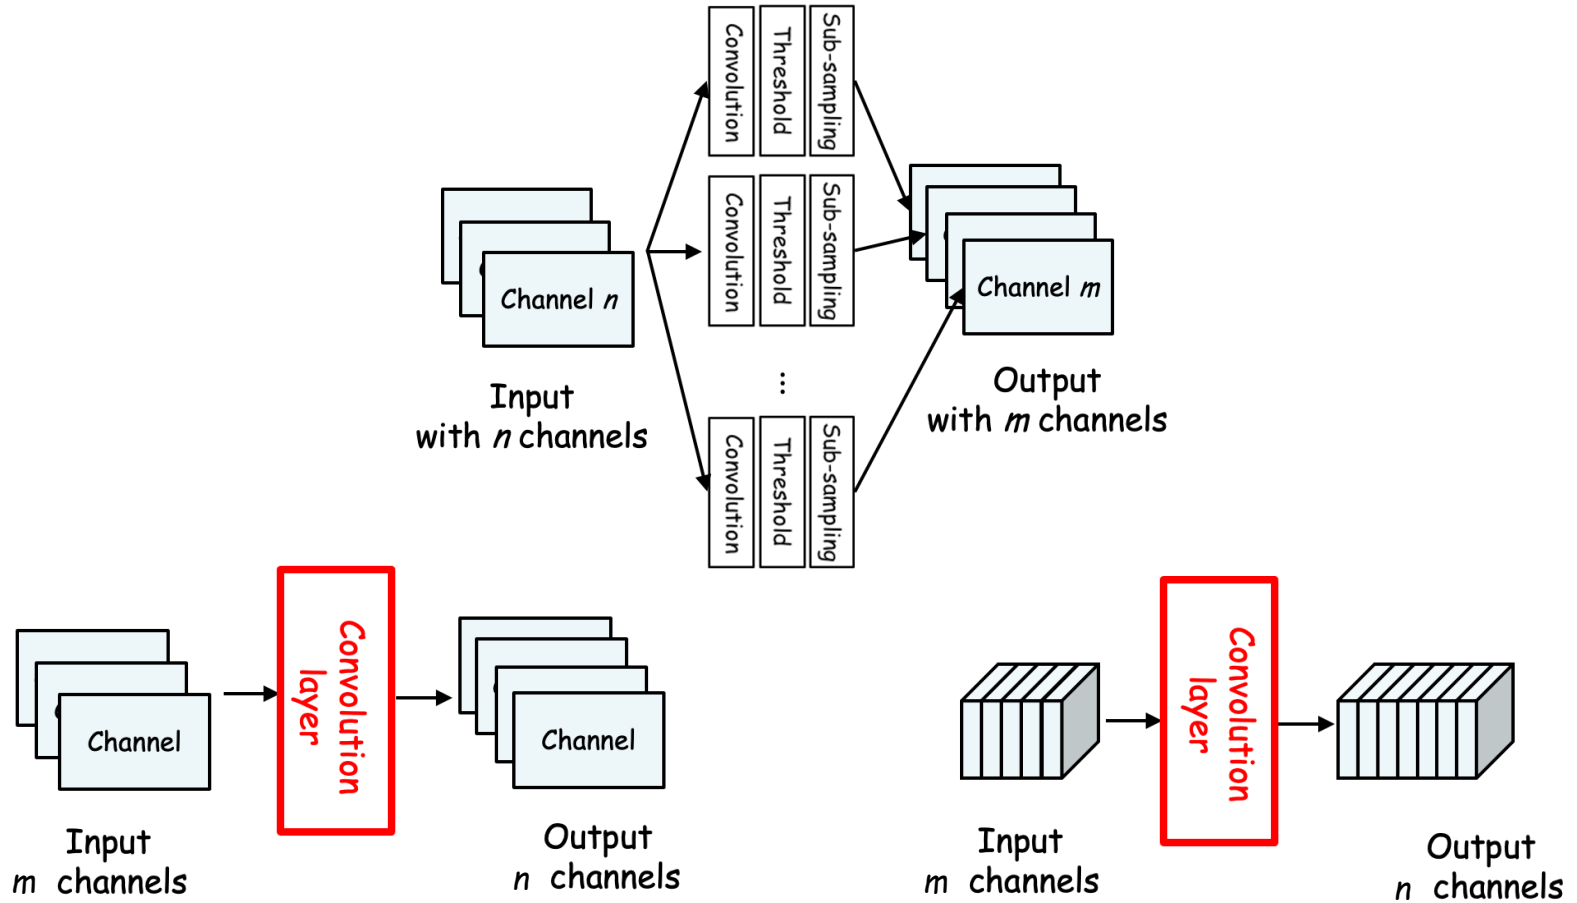 Convolution
Threshold
Sub-sampling
Convolution
Threshold
Sub-sampling
Channel n
Channel m
Input
with n channels
...
Output
with m channels
Convolution
Threshold
Sub-sampling
Channel
Convolution
layer
Channel
Input
m channels
Output
n channels
Convolution
layer
Input
m channels
Output
n channels